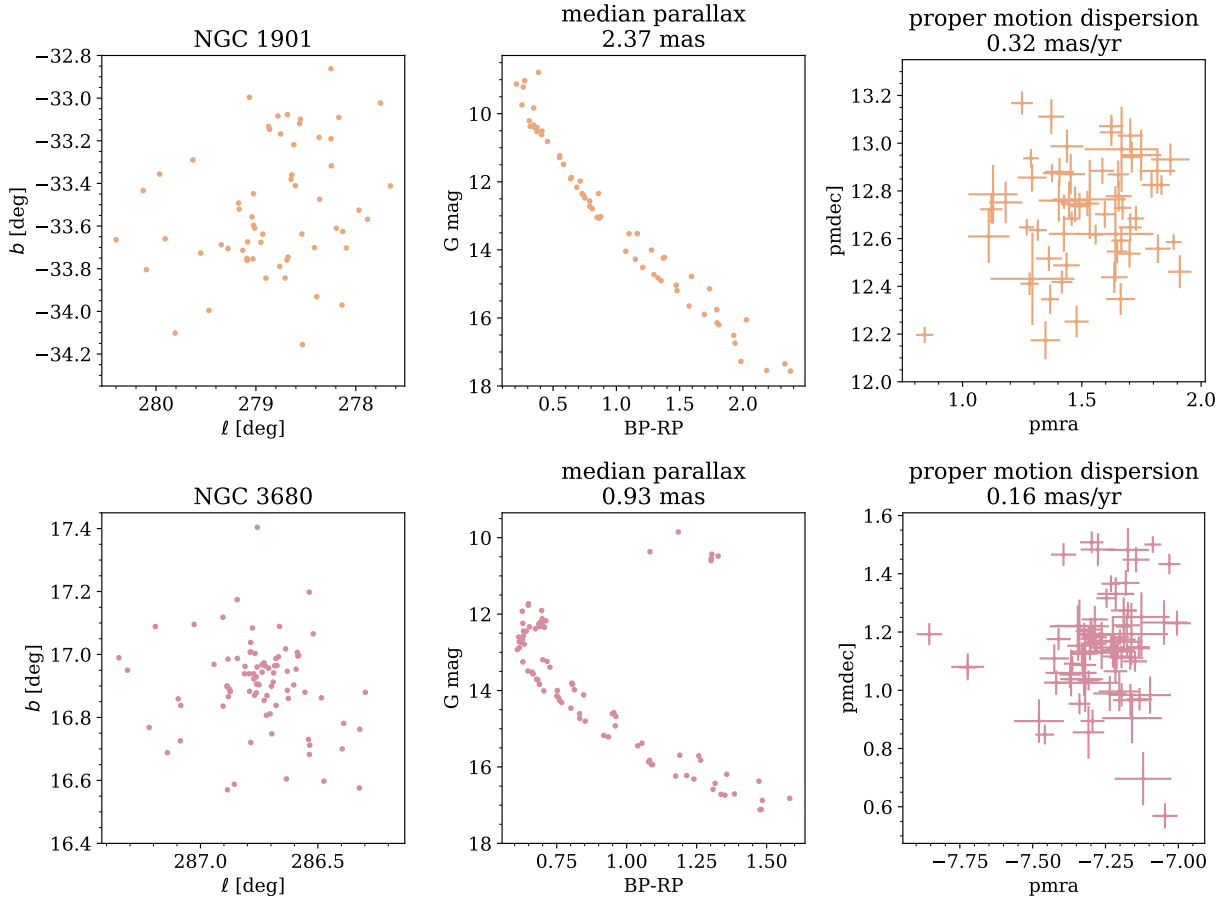 NGC 1901
−32.8
−33.0
−33.2
−33.4
−33.6
−33.8
−34.0
−34.2
b [deg]
280
279
278
ℓ [deg]
median parallax
2.37 mas
10
12
14
16
18
G mag
0.5
1.0
1.5
2.0
BP-RP
proper motion dispersion
0.32 mas/yr
13.2
13.0
12.8
12.6
12.4
12.2
12.0
pmdec]
1.0
1.5
2.0
pmra
NGC 3680
17.4
17.2
17.0
16.8
16.6
16.4
b [deg]
287.0
286.5
ℓ [deg]
median parallax
0.93 mas
10
12
14
16
18
G mag
0.75
1.00
1.25
1.50
BP-RP
proper motion dispersion
0.16 mas/yr
1.6
1.4
1.2
1.0
0.8
0.6
pmdec]
−7.75
−7.50
−7.25
−7.00
pmra